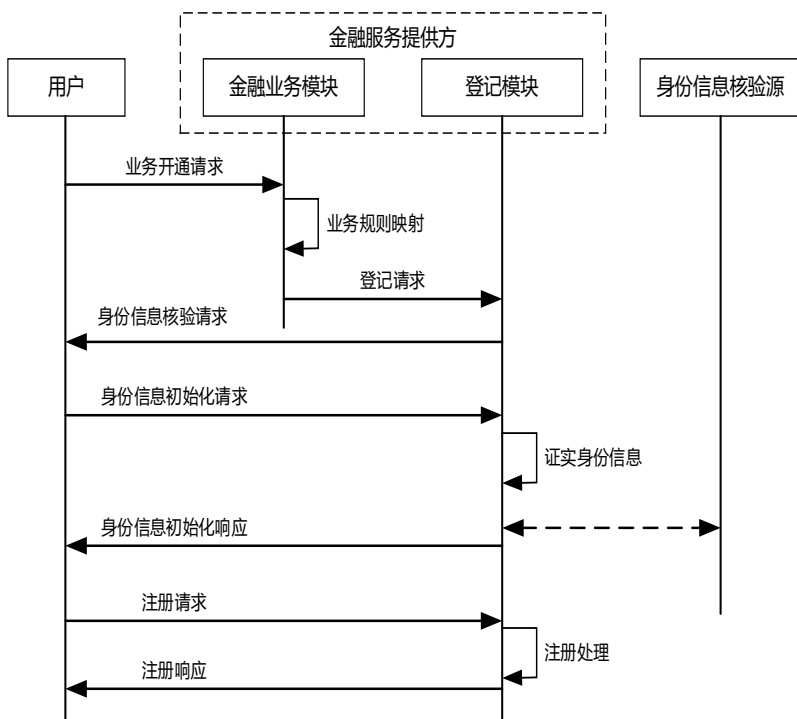 金融服务提供方
用户
金融业务模块
登记模块
身份信息核验源
业务开通请求
业务规则映射
登记请求
身份信息核验请求
身份信息初始化请求
证实身份信息
身份信息初始化响应
注册请求
注册处理
注册响应